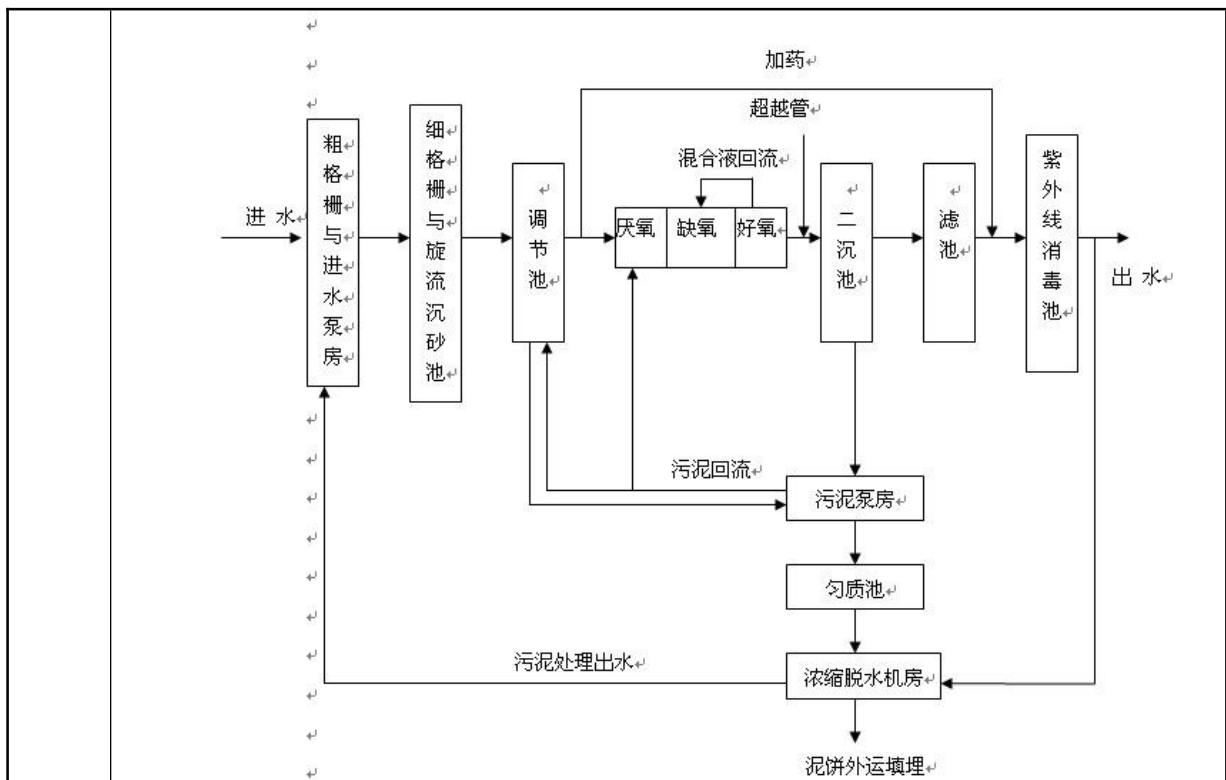 加药
超越管
混合液回流
进 水
粗格栅与进水泵房
细格栅与旋流沉砂池
调节池
厌氧
缺氧
好氧
二沉池
滤池
紫外线消毒池
出 水
污泥回流
污泥泵房
匀质池
污泥处理出水
浓缩脱水机房
泥饼外运填埋